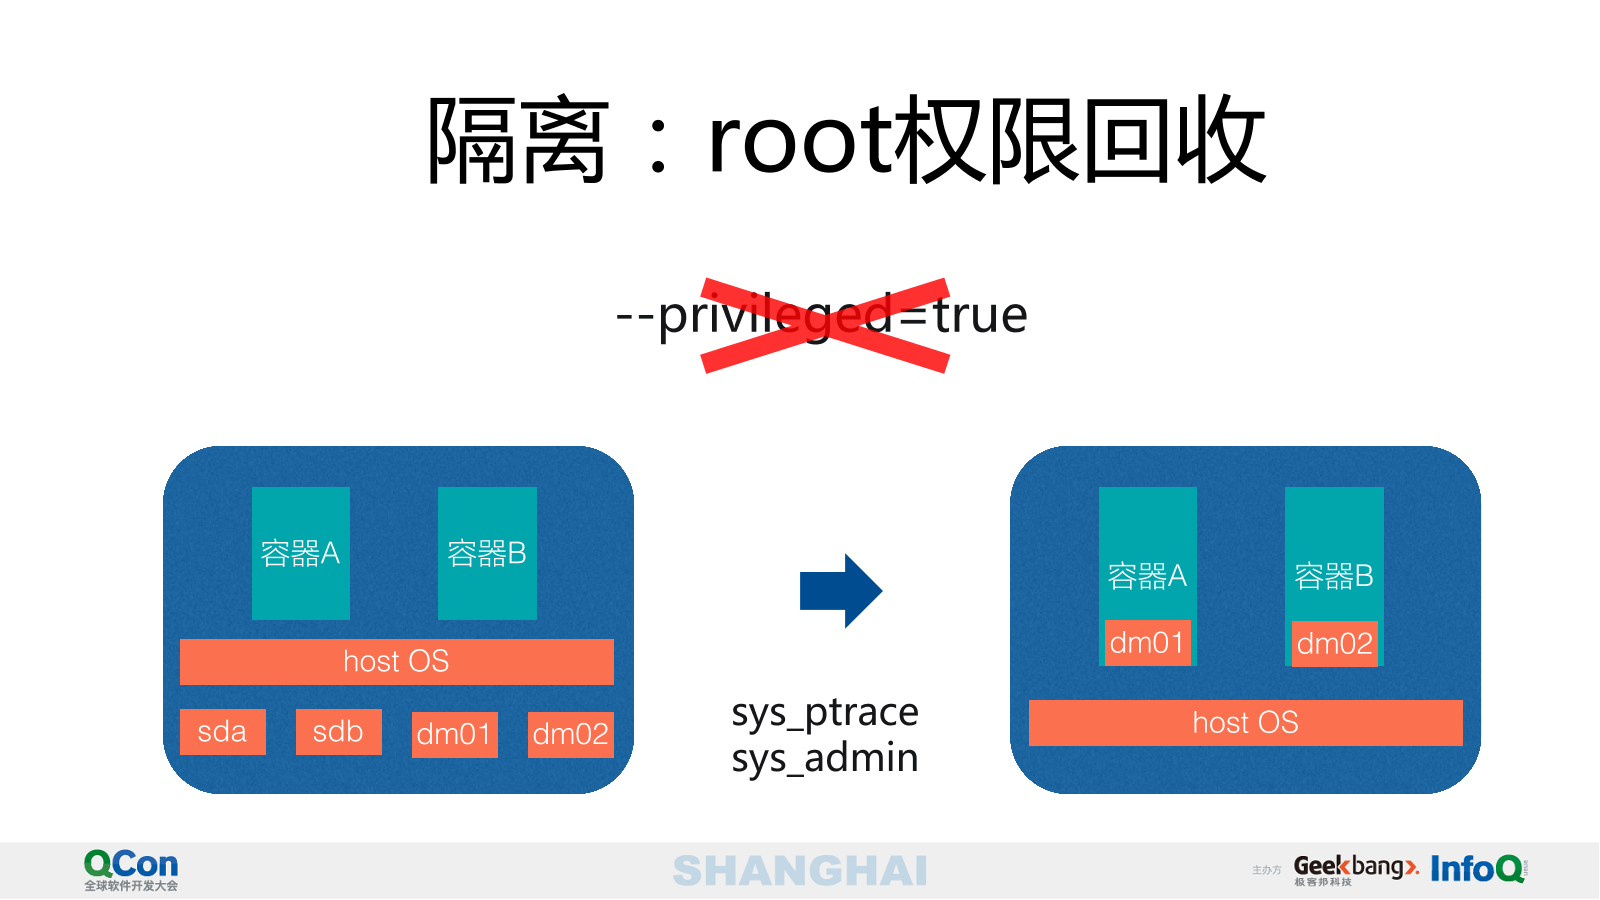 隔离：root权限回收
--privileged=true
容器A
容器B
host OS
sda
sdb
dm01
dm02
sys_ptrace
sys_admin
容器A
容器B
dm01
dm02
host OS
QCon
全球软件开发大会
SHANGHAI
主办方
Geekbang>.
极客邦科技
InfoQ